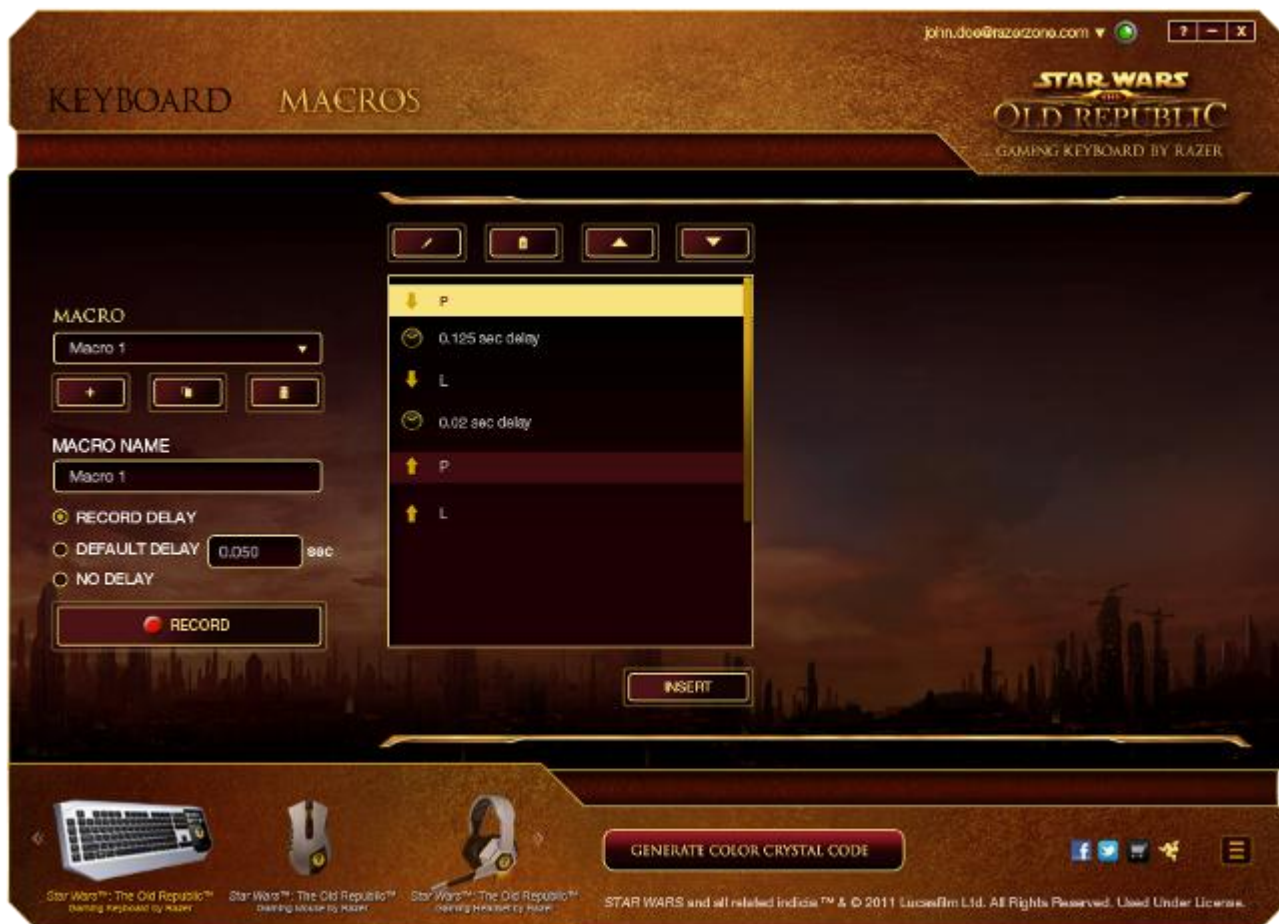 john.doe@razerzone.com
? – X
KEYBOARD MACROS
STAR WARS
THE
OLD REPUBLIC
GAMING KEYBOARD BY RAZER
P
MACRO
Macro 1
0.125 sec delay
L
0.02 sec delay
MACRO NAME
P
Macro 1
L
RECORD DELAY
DEFAULT DELAY 0.050 sec
NO DELAY
RECORD
INSERT
GENERATE COLOR CRYSTAL CODE
Star Wars™: The Old Republic™
Gaming Keyboard by Razer
Star Wars™: The Old Republic™
Gaming Mouse by Razer
Star Wars™: The Old Republic™
Gaming Headset by Razer
STAR WARS and all related indicia ™ & © 2011 Lucasfilm Ltd. All Rights Reserved. Used Under License.